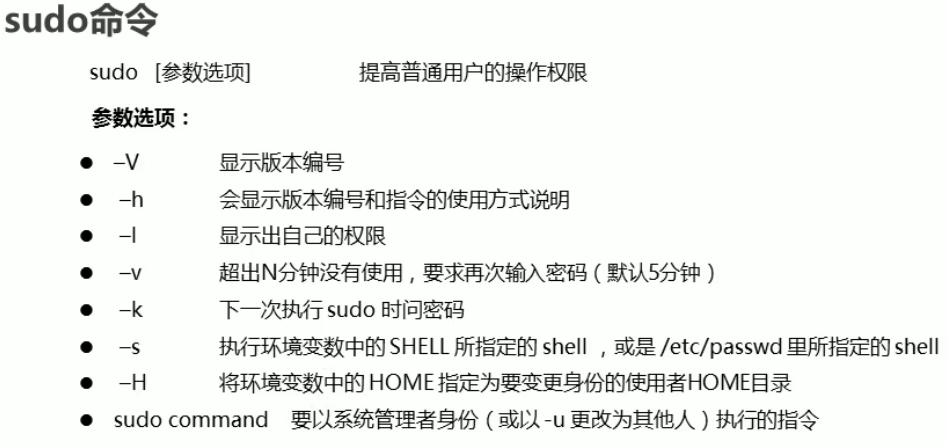 sudo命令
sudo [参数选项] 提高普通用户的操作权限
参数选项：
● –V 显示版本编号
● –h 会显示版本编号和指令的使用方式说明
● –l 显示出自己的权限
● –v 超出N分钟没有使用，要求再次输入密码（默认5分钟）
● –k 下一次执行 sudo 时问密码
● –s 执行环境变数中的 SHELL 所指定的 shell ，或是 /etc/passwd 里所指定的 shell
● –H 将环境变数中的 HOME 指定为要变更身份的使用者HOME目录
● sudo command 要以系统管理者身份（或以 -u 更改为其他人）执行的指令